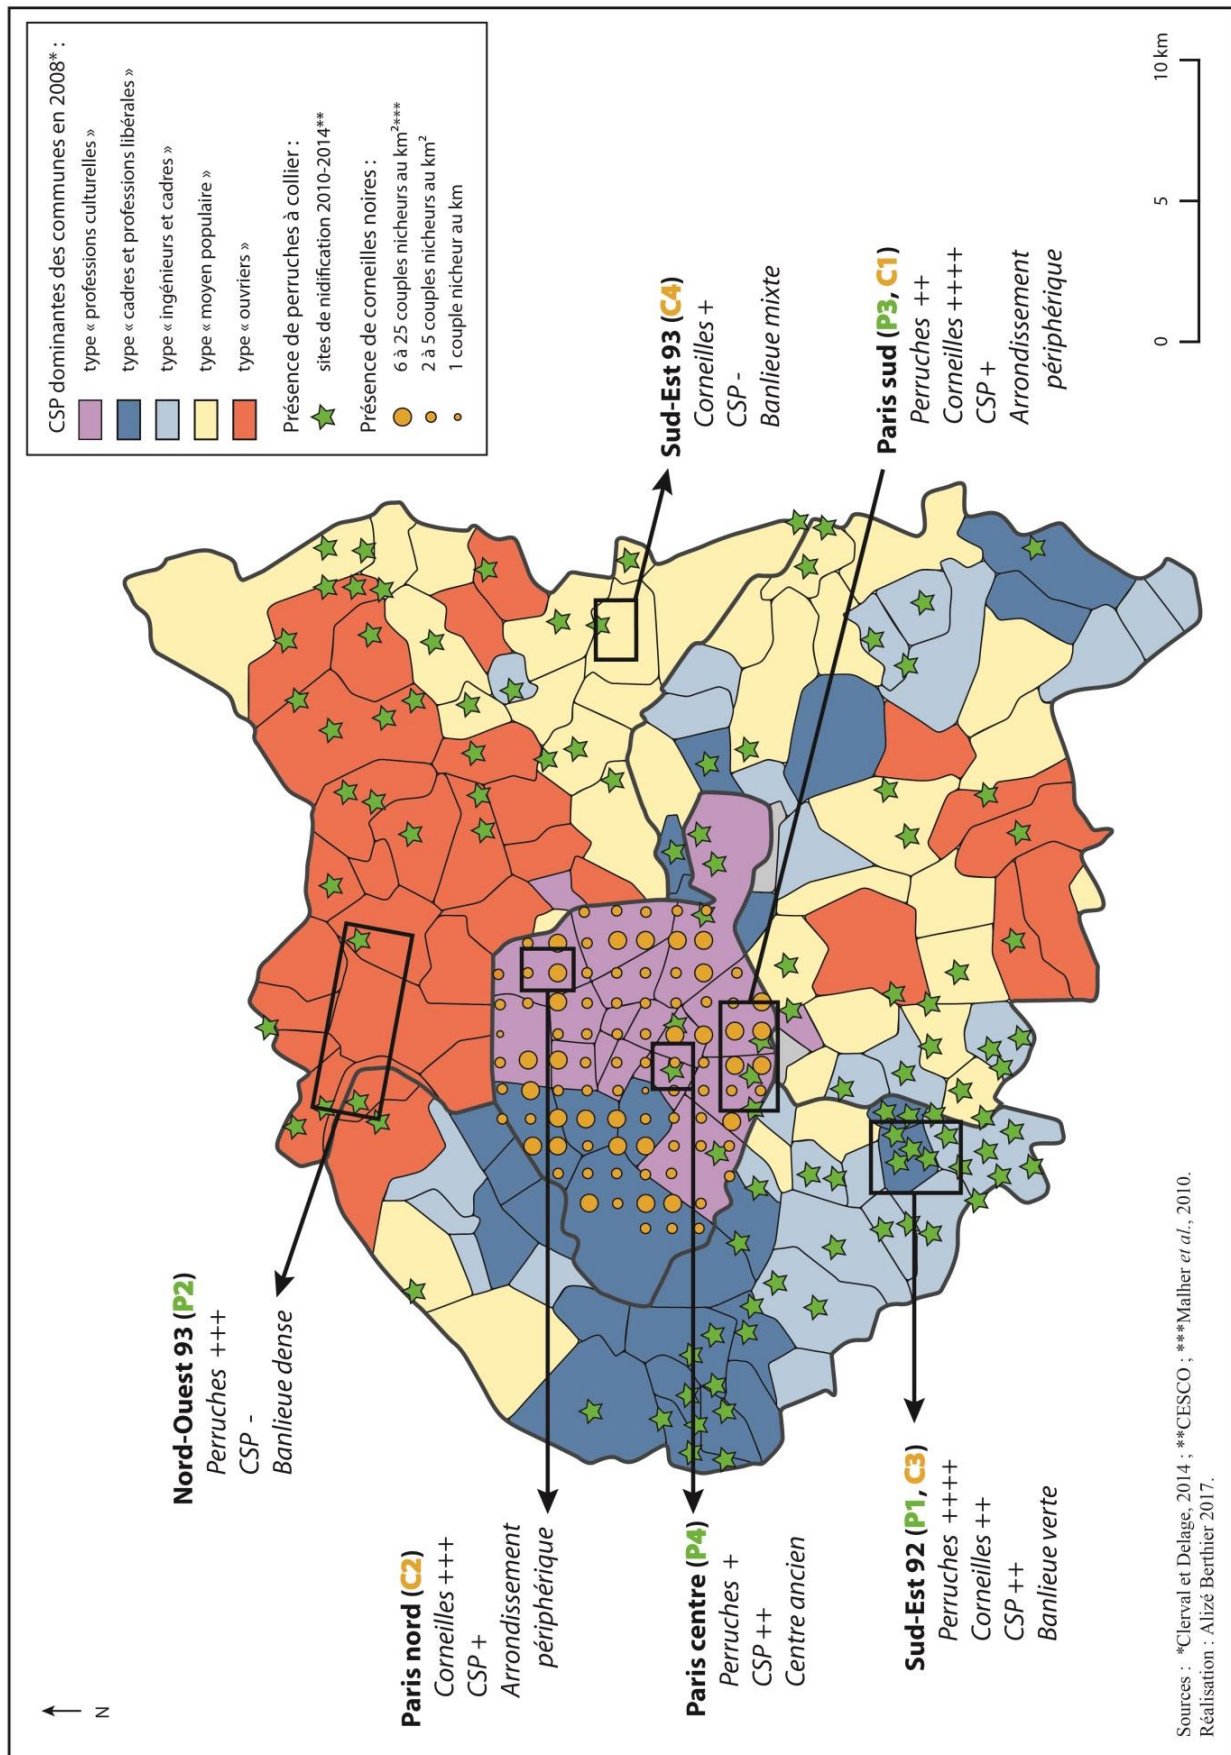 CSP dominantes des communes en 2008* :
type « professions culturelles »
type « cadres et professions libérales »
type « ingénieurs et cadres »
type « moyen populaire »
type « ouvriers »
Présence de perruches à collier :
sites de nidification 2010-2014**
Présence de corneilles noires :
6 à 25 couples nicheurs au km²***
2 à 5 couples nicheurs au km²
1 couple nicheur au km
N
Nord-Ouest 93 (P2)
Perruches +++
CSP -
Banlieue dense
Paris nord (C2)
Corneilles +++
CSP +
Arrondissement
périphérique
Paris centre (P4)
Perruches +
CSP ++
Centre ancien
Sud-Est 92 (P1, C3)
Perruches ++++
Corneilles ++
CSP ++
Banlieue verte
Sud-Est 93 (C4)
Corneilles +
CSP -
Banlieue mixte
Paris sud (P3, C1)
Perruches ++
Corneilles ++++
CSP +
Arrondissement
périphérique
0 5 10 km
Sources : *Clerval et Delage, 2014 ; **CESCO ; ***Malher et al., 2010.
Réalisation : Alizé Berthier 2017.